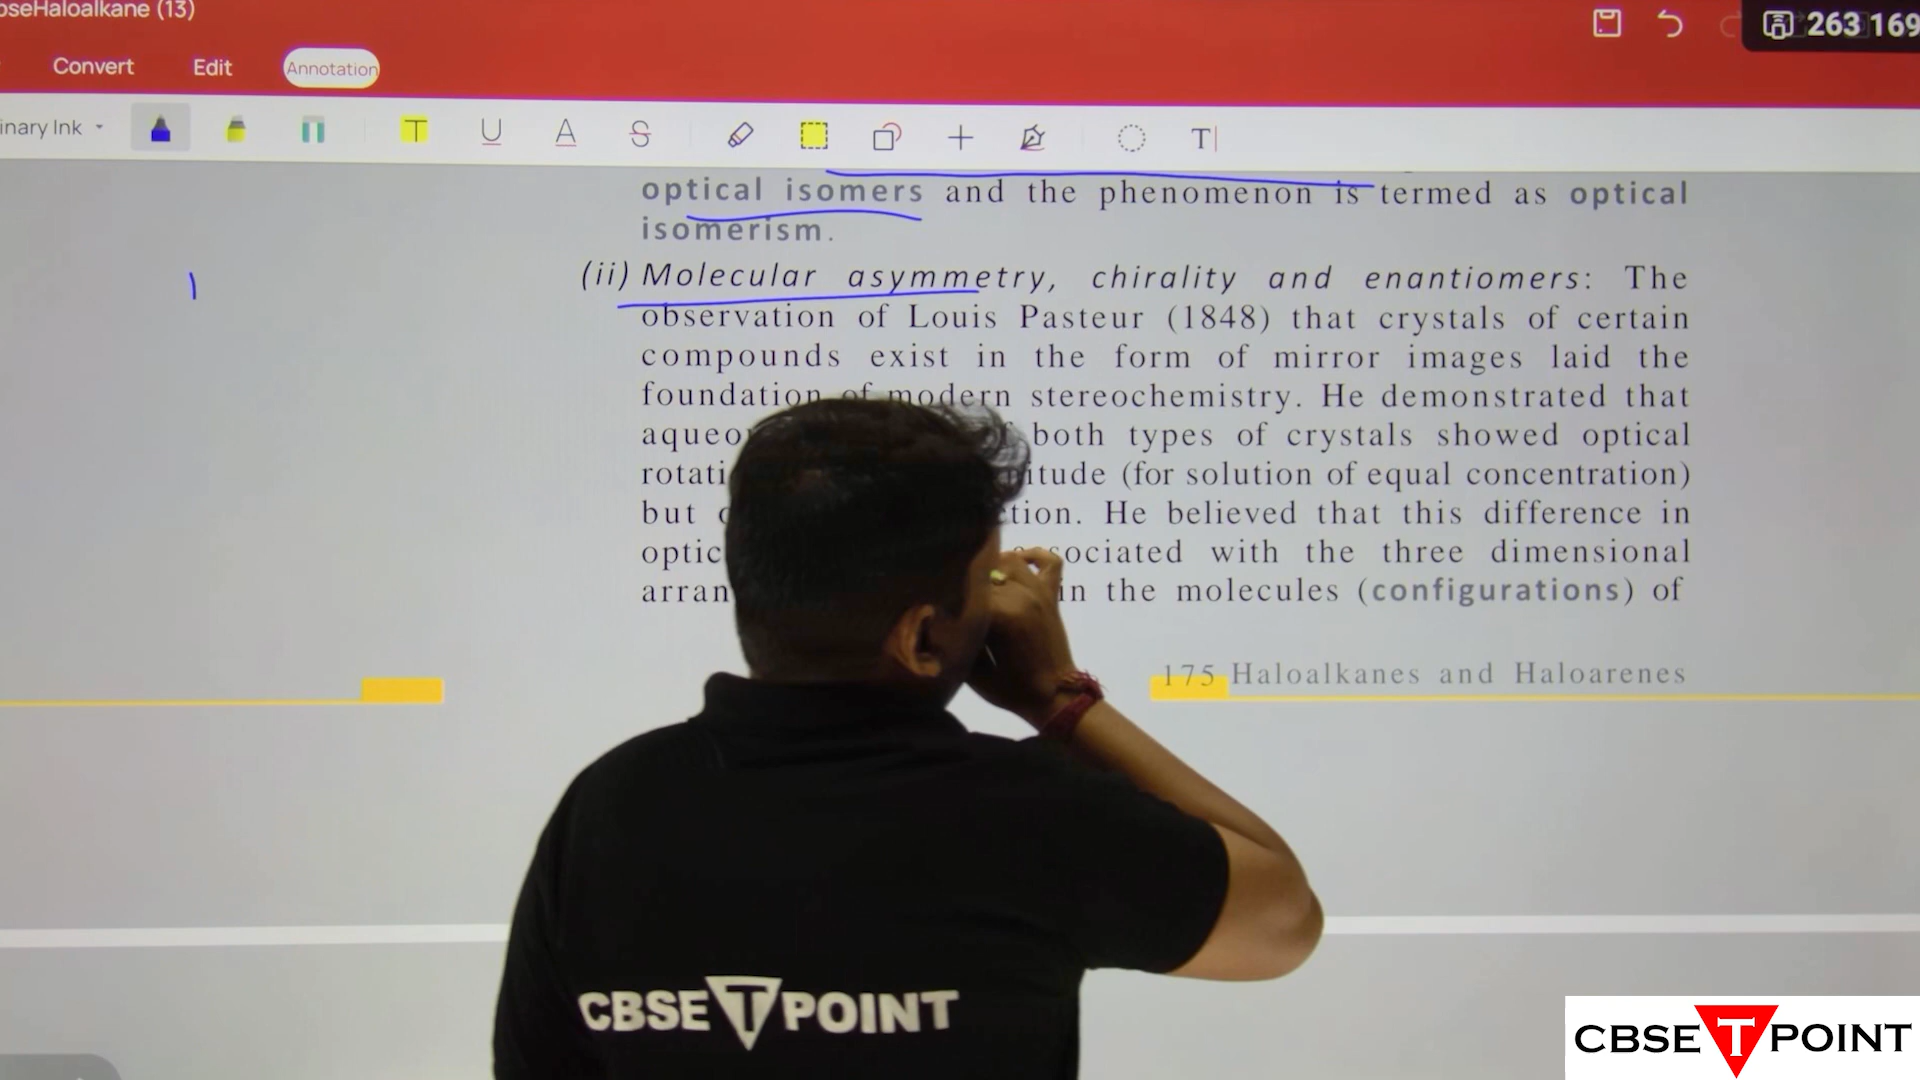 oseHaloalkane (13)
263 169
Convert Edit Annotation
inary Ink
optical isomers and the phenomenon is termed as optical
isomerism.
(ii) Molecular asymmetry, chirality and enantiomers: The
observation of Louis Pasteur (1848) that crystals of certain
compounds exist in the form of mirror images laid the
foundation of modern stereochemistry. He demonstrated that
aqueo both types of crystals showed optical
rotati itude (for solution of equal concentration)
but ction. He believed that this difference in
optic sociated with the three dimensional
arran in the molecules (configurations) of
175 Haloalkanes and Haloarenes
CBSE T POINT
CBSE T POINT